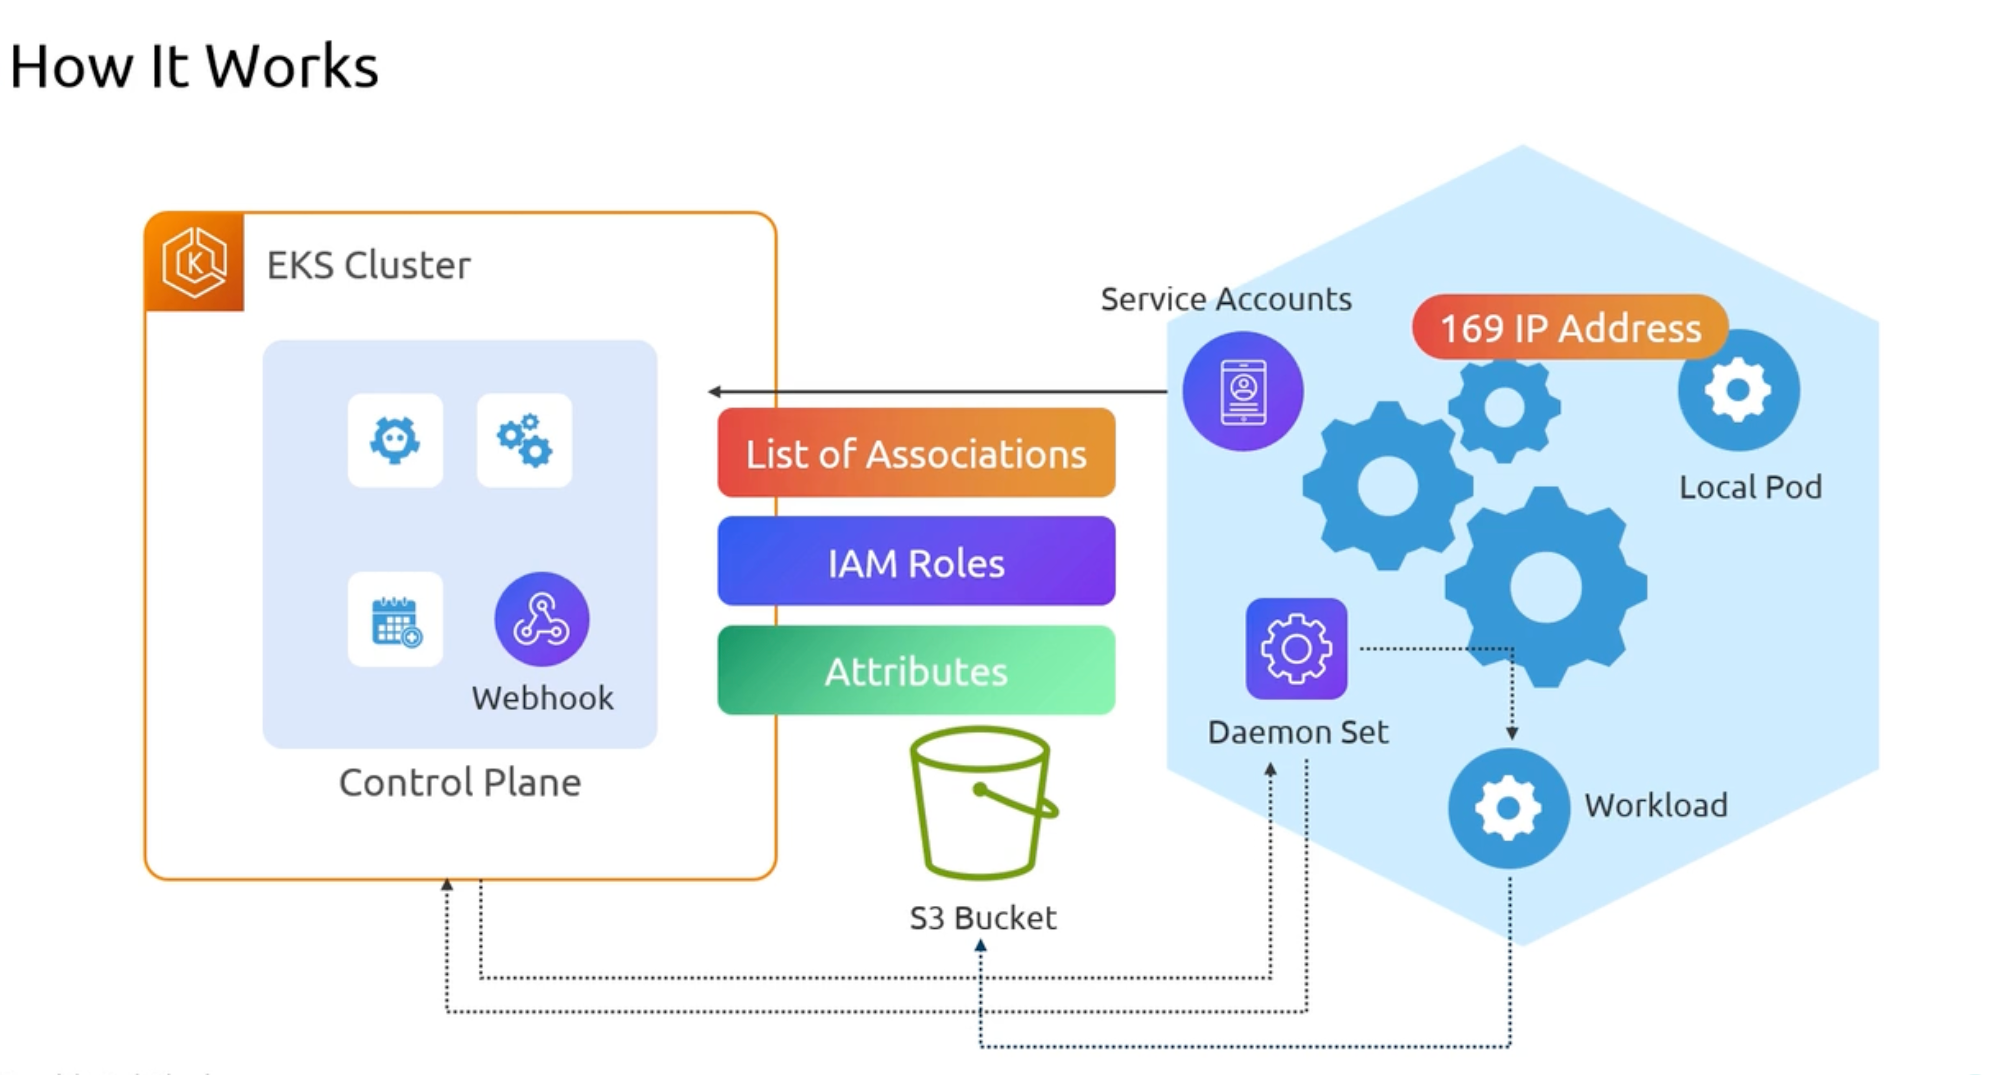 How It Works
EKS Cluster
Service Accounts
169 IP Address
K
List of Associations
Local Pod
IAM Roles
Attributes
Webhook
Daemon Set
Control Plane
Workload
S3 Bucket